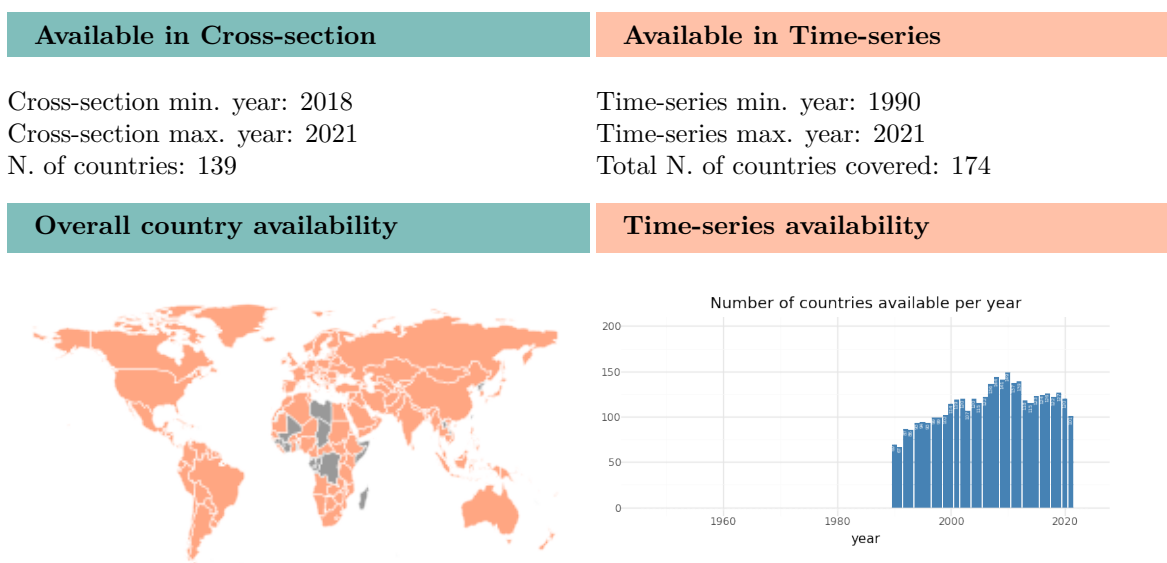 Available in Cross-section
Available in Time-series
Cross-section min. year: 2018
Cross-section max. year: 2021
N. of countries: 139
Time-series min. year: 1990
Time-series max. year: 2021
Total N. of countries covered: 174
Overall country availability
Time-series availability
Number of countries available per year
200
150
100
50
0
1960
1980
2000
2020
year